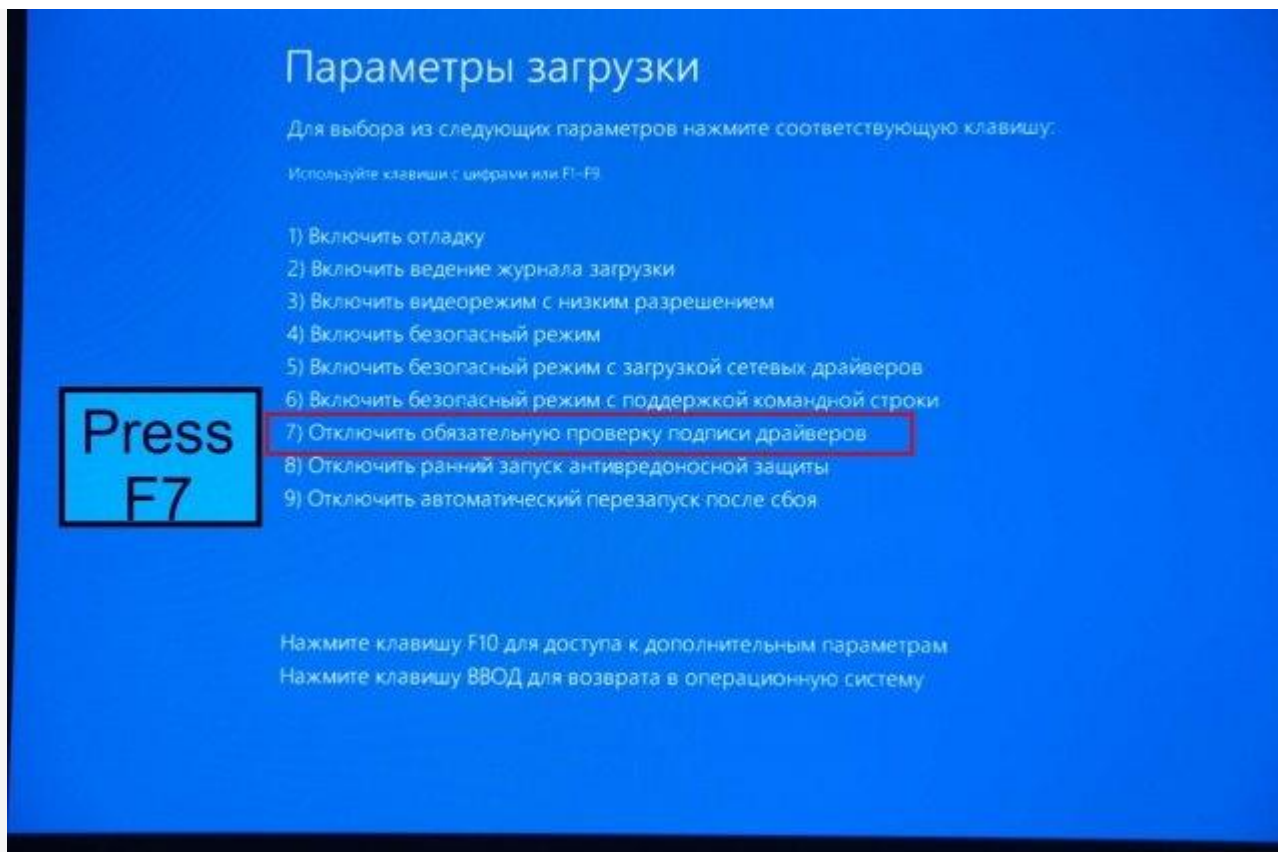 Параметры загрузки
Для выбора из следующих параметров нажмите соответствующую клавишу:
Используйте клавиши с цифрами или F1-F9.
1) Включить отладку
2) Включить ведение журнала загрузки
3) Включить видеорежим с низким разрешением
4) Включить безопасный режим
5) Включить безопасный режим с загрузкой сетевых драйверов
6) Включить безопасный режим с поддержкой командной строки
7) Отключить обязательную проверку подписи драйверов
8) Отключить ранний запуск антивредоносной защиты
9) Отключить автоматический перезапуск после сбоя
Press
F7
Нажмите клавишу F10 для доступа к дополнительным параметрам
Нажмите клавишу ВВОД для возврата в операционную систему